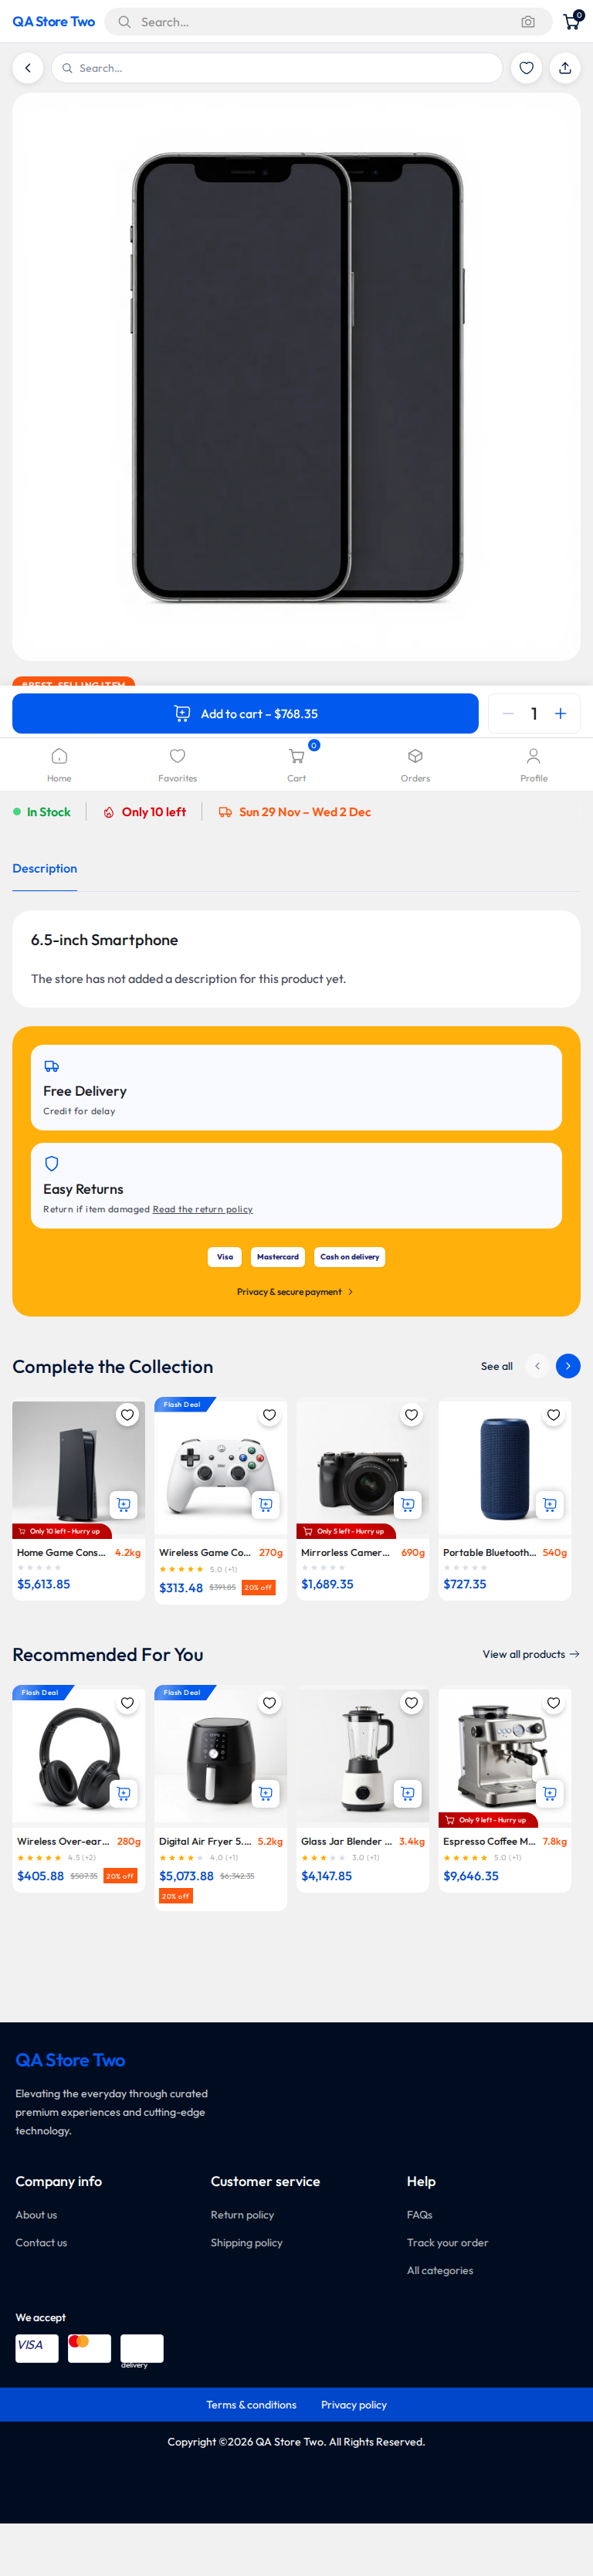 QA Store Two
Search...
0
Search...
#BEST-SELLING ITEM
Add to cart – $768.35
1
0
Home
Favorites
Cart
Orders
Profile
In Stock
Only 10 left
Sun 29 Nov – Wed 2 Dec
Description
6.5-inch Smartphone
The store has not added a description for this product yet.
Free Delivery
Credit for delay
Easy Returns
Return if item damaged Read the return policy
Visa
Mastercard
Cash on delivery
Privacy & secure payment
Complete the Collection
See all
Only 10 left - Hurry up
Home Game Cons... 4.2kg
$5,613.85
Flash Deal
Wireless Game Co... 270g
5.0 (+1)
$313.48 $391.85 20% off
Only 5 left - Hurry up
Mirrorless Camer... 690g
$1,689.35
Portable Bluetooth... 540g
$727.35
Recommended For You
View all products
Flash Deal
Wireless Over-ear... 280g
4.5 (+2)
$405.88 $507.35 20% off
Flash Deal
Digital Air Fryer 5.... 5.2kg
4.0 (+1)
$5,073.88 $6,342.35
20% off
Glass Jar Blender ... 3.4kg
3.0 (+1)
$4,147.85
Only 9 left - Hurry up
Espresso Coffee M... 7.8kg
5.0 (+1)
$9,646.35
QA Store Two
Elevating the everyday through curated
premium experiences and cutting-edge
technology.
Company info
About us
Contact us
Customer service
Return policy
Shipping policy
Help
FAQs
Track your order
All categories
We accept
VISA
delivery
Terms & conditions
Privacy policy
Copyright ©2026 QA Store Two. All Rights Reserved.